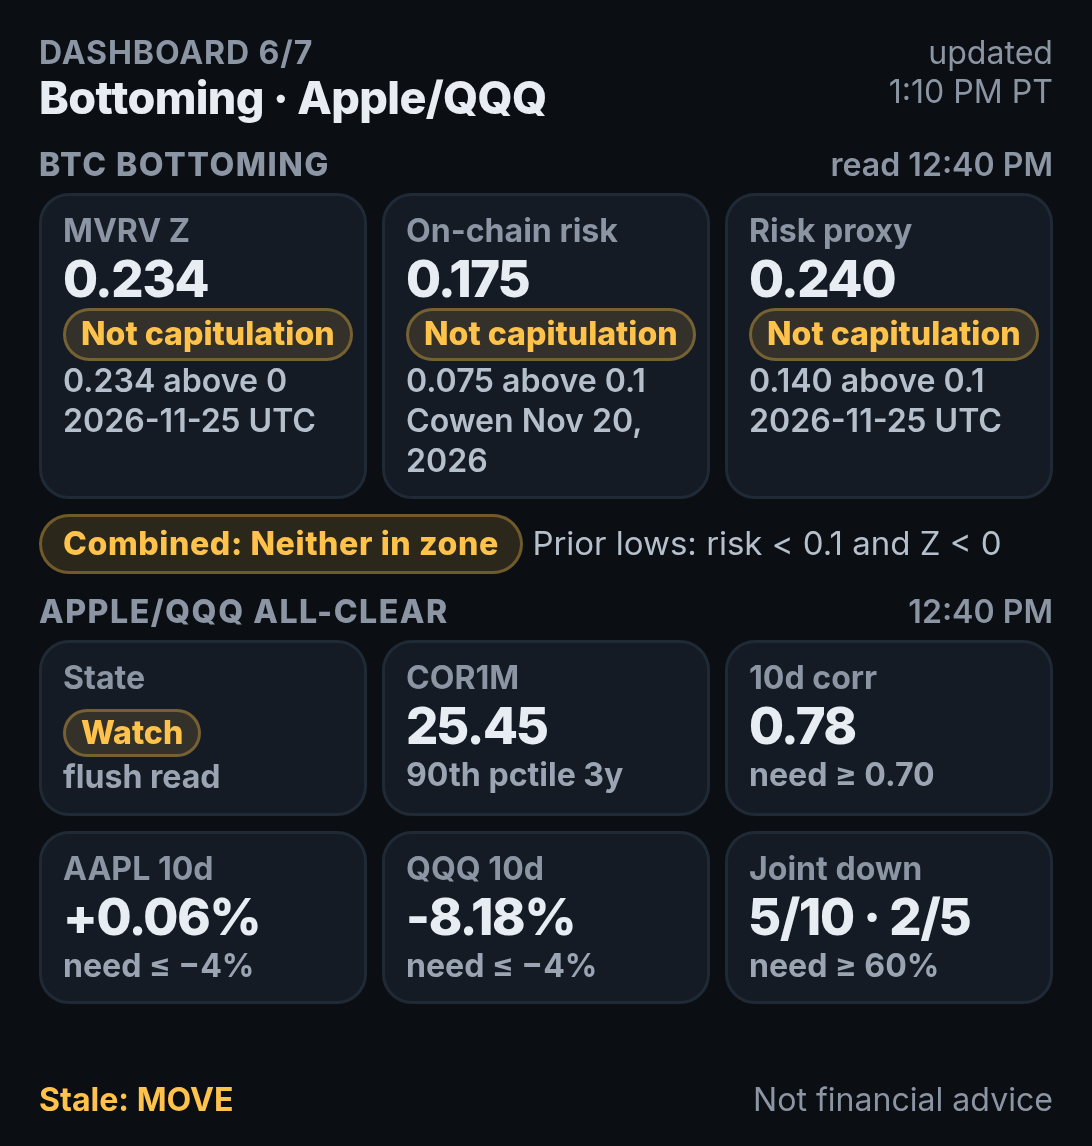 DASHBOARD 6/7
updated
Bottoming · Apple/QQQ
1:10 PM PT
BTC BOTTOMING
read 12:40 PM
MVRV Z
0.234
Not capitulation
0.234 above 0
2026-11-25 UTC
On-chain risk
0.175
Not capitulation
0.075 above 0.1
Cowen Nov 20,
2026
Risk proxy
0.240
Not capitulation
0.140 above 0.1
2026-11-25 UTC
Combined: Neither in zone
Prior lows: risk < 0.1 and Z < 0
APPLE/QQQ ALL-CLEAR
12:40 PM
State
Watch
flush read
COR1M
25.45
90th pctile 3y
10d corr
0.78
need ≥ 0.70
AAPL 10d
+0.06%
need ≤ −4%
QQQ 10d
-8.18%
need ≤ −4%
Joint down
5/10 · 2/5
need ≥ 60%
Stale: MOVE
Not financial advice